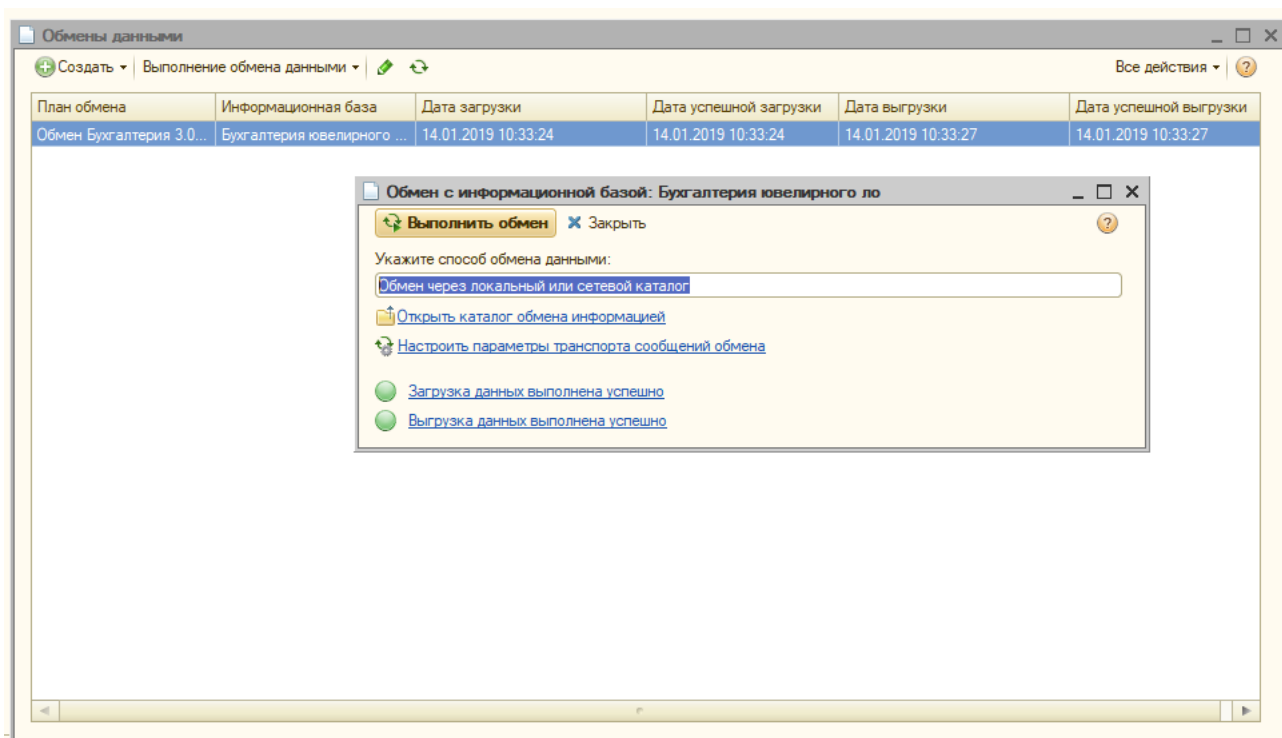 Обмены данными
Создать Выполнение обмена данными Все действия
План обмена Информационная база Дата загрузки Дата успешной загрузки Дата выгрузки Дата успешной выгрузки
Обмен Бухгалтерия 3.0... Бухгалтерия ювелирного ... 14.01.2019 10:33:24 14.01.2019 10:33:24 14.01.2019 10:33:27 14.01.2019 10:33:27
Обмен с информационной базой: Бухгалтерия ювелирного ло
Выполнить обмен Закрыть
Укажите способ обмена данными:
Обмен через локальный или сетевой каталог
Открыть каталог обмена информацией
Настроить параметры транспорта сообщений обмена
Загрузка данных выполнена успешно
Выгрузка данных выполнена успешно